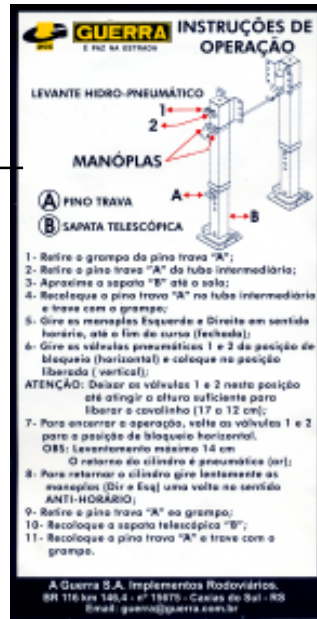 GUERRA
E PAZ NA ESTRADA
INSTRUÇÕES DE
OPERAÇÃO
LEVANTE HIDRO-PNEUMÁTICO
1
2
MANÓPLAS
A PINO TRAVA
A
B SAPATA TELESCÓPICA
B
1- Retire o grampo do pino trava "A";
2- Retire o pino trava "A" do tubo intermediário;
3- Aproxime a sapata "B" até o solo;
4- Recoloque o pino trava "A" no tubo intermediário
e trave com o grampo;
5- Gire as manoplas Esquerda e Direita em sentido
horário, até o fim do curso (fechada);
6- Gire as válvulas pneumáticas 1 e 2 da posição de
bloqueio (horizontal) e coloque na posição
liberada ( vertical);
ATENÇÃO: Deixar as válvulas 1 e 2 nesta posição
até atingir a altura suficiente para
liberar o cavalinho (17 a 12 cm);
7- Para encerrar a operação, volte as válvulas 1 e 2
para a posição de bloqueio horizontal.
OBS: Levantamento máximo 14 cm
O retorno do cilindro é pneumático (ar);
8- Para retornar o cilindro gire lentamente as
manoplas (Dir e Esq) uma volta no sentido
ANTI-HORÁRIO;
9- Retire o pino trava "A" eo grampo;
10- Recoloque a sapata telescópica "B";
11- Recoloque o pino trava "A" e trave com o
grampo.
A Guerra S.A. Implementos Rodoviários.
BR 116 km 146,4 - nº 15675 - Caxias do Sul - RS
Email: guerra@guerra.com.br